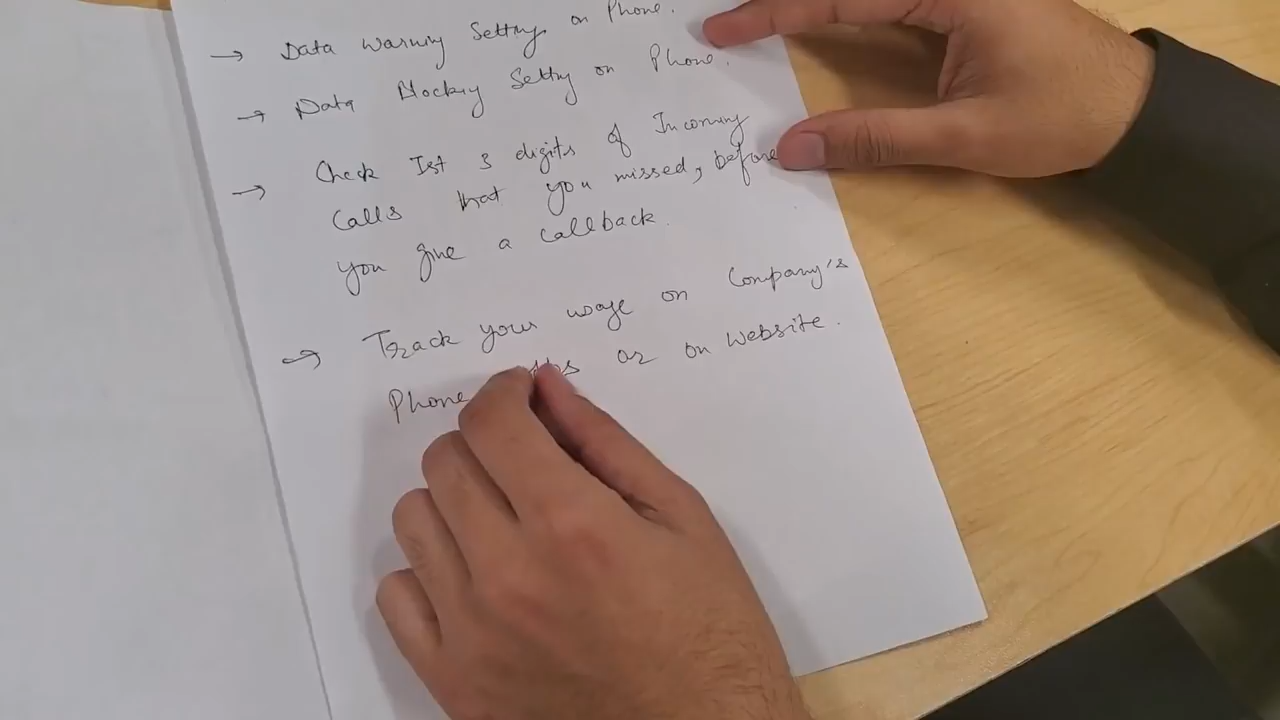 → Data Warning Setting on Phone.
→ Data Blocking Setting on Phone.
→ Check Ist 3 digits of Incoming
Calls that you missed, before
you give a callback.
→ Track your usage on Company's
Phone or on website.